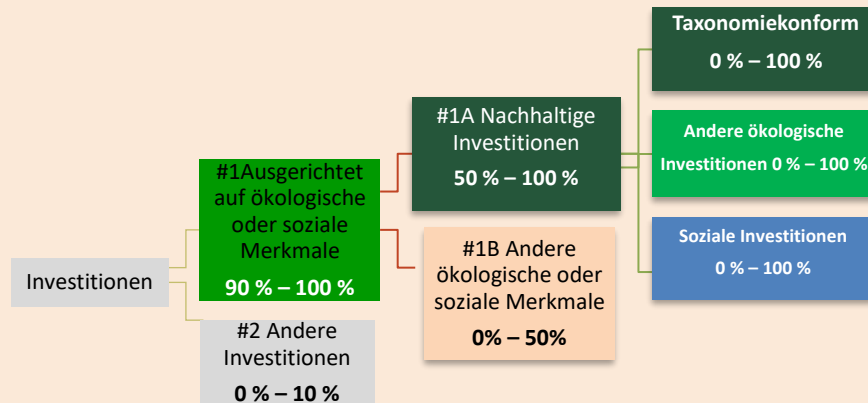 Investitionen
#1Ausgerichtet
auf ökologische
oder soziale
Merkmale
90 % – 100 %
#2 Andere
Investitionen
0 % – 10 %
#1A Nachhaltige
Investitionen
50 % – 100 %
#1B Andere
ökologische oder
soziale Merkmale
0% – 50%
Taxonomiekonform
0 % – 100 %
Andere ökologische
Investitionen 0 % – 100 %
Soziale Investitionen
0 % – 100 %